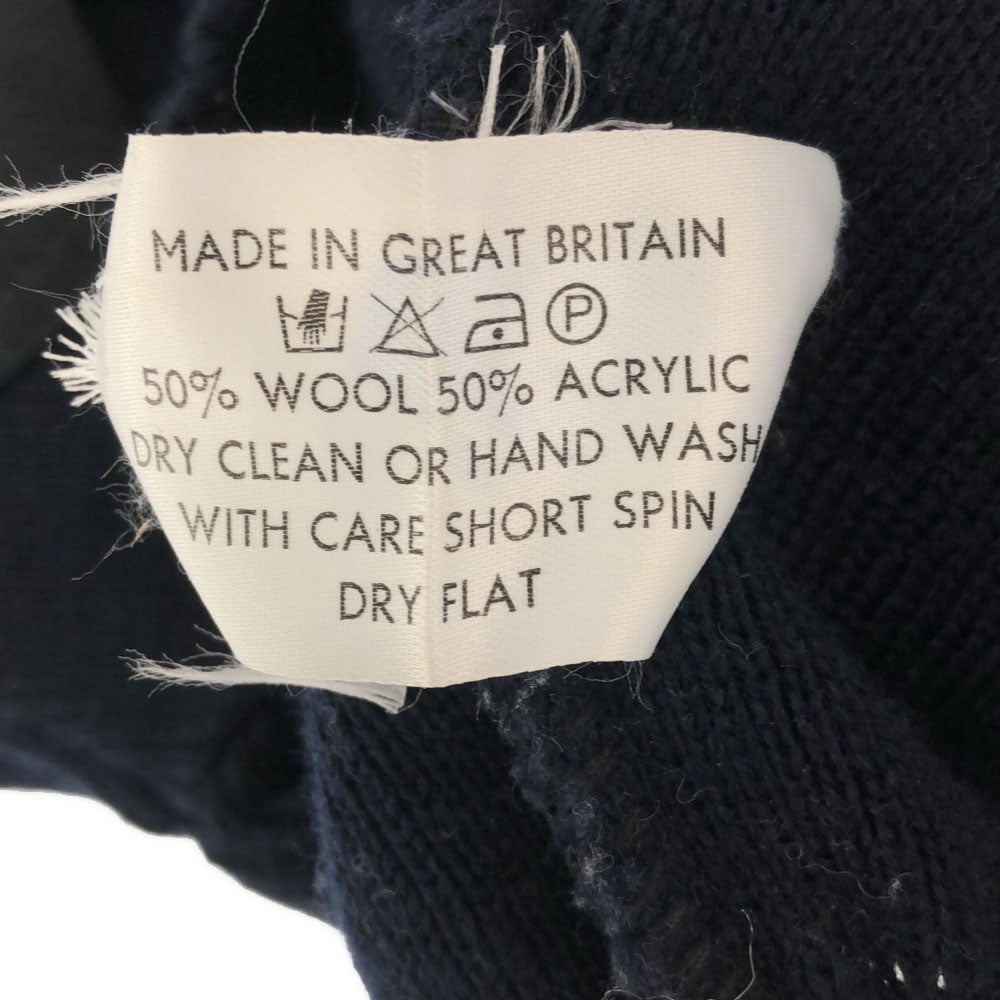 MADE IN GREAT BRITAIN
P
50% WOOL 50% ACRYLIC
DRY CLEAN OR HAND WASH
WITH CARE SHORT SPIN
DRY FLAT